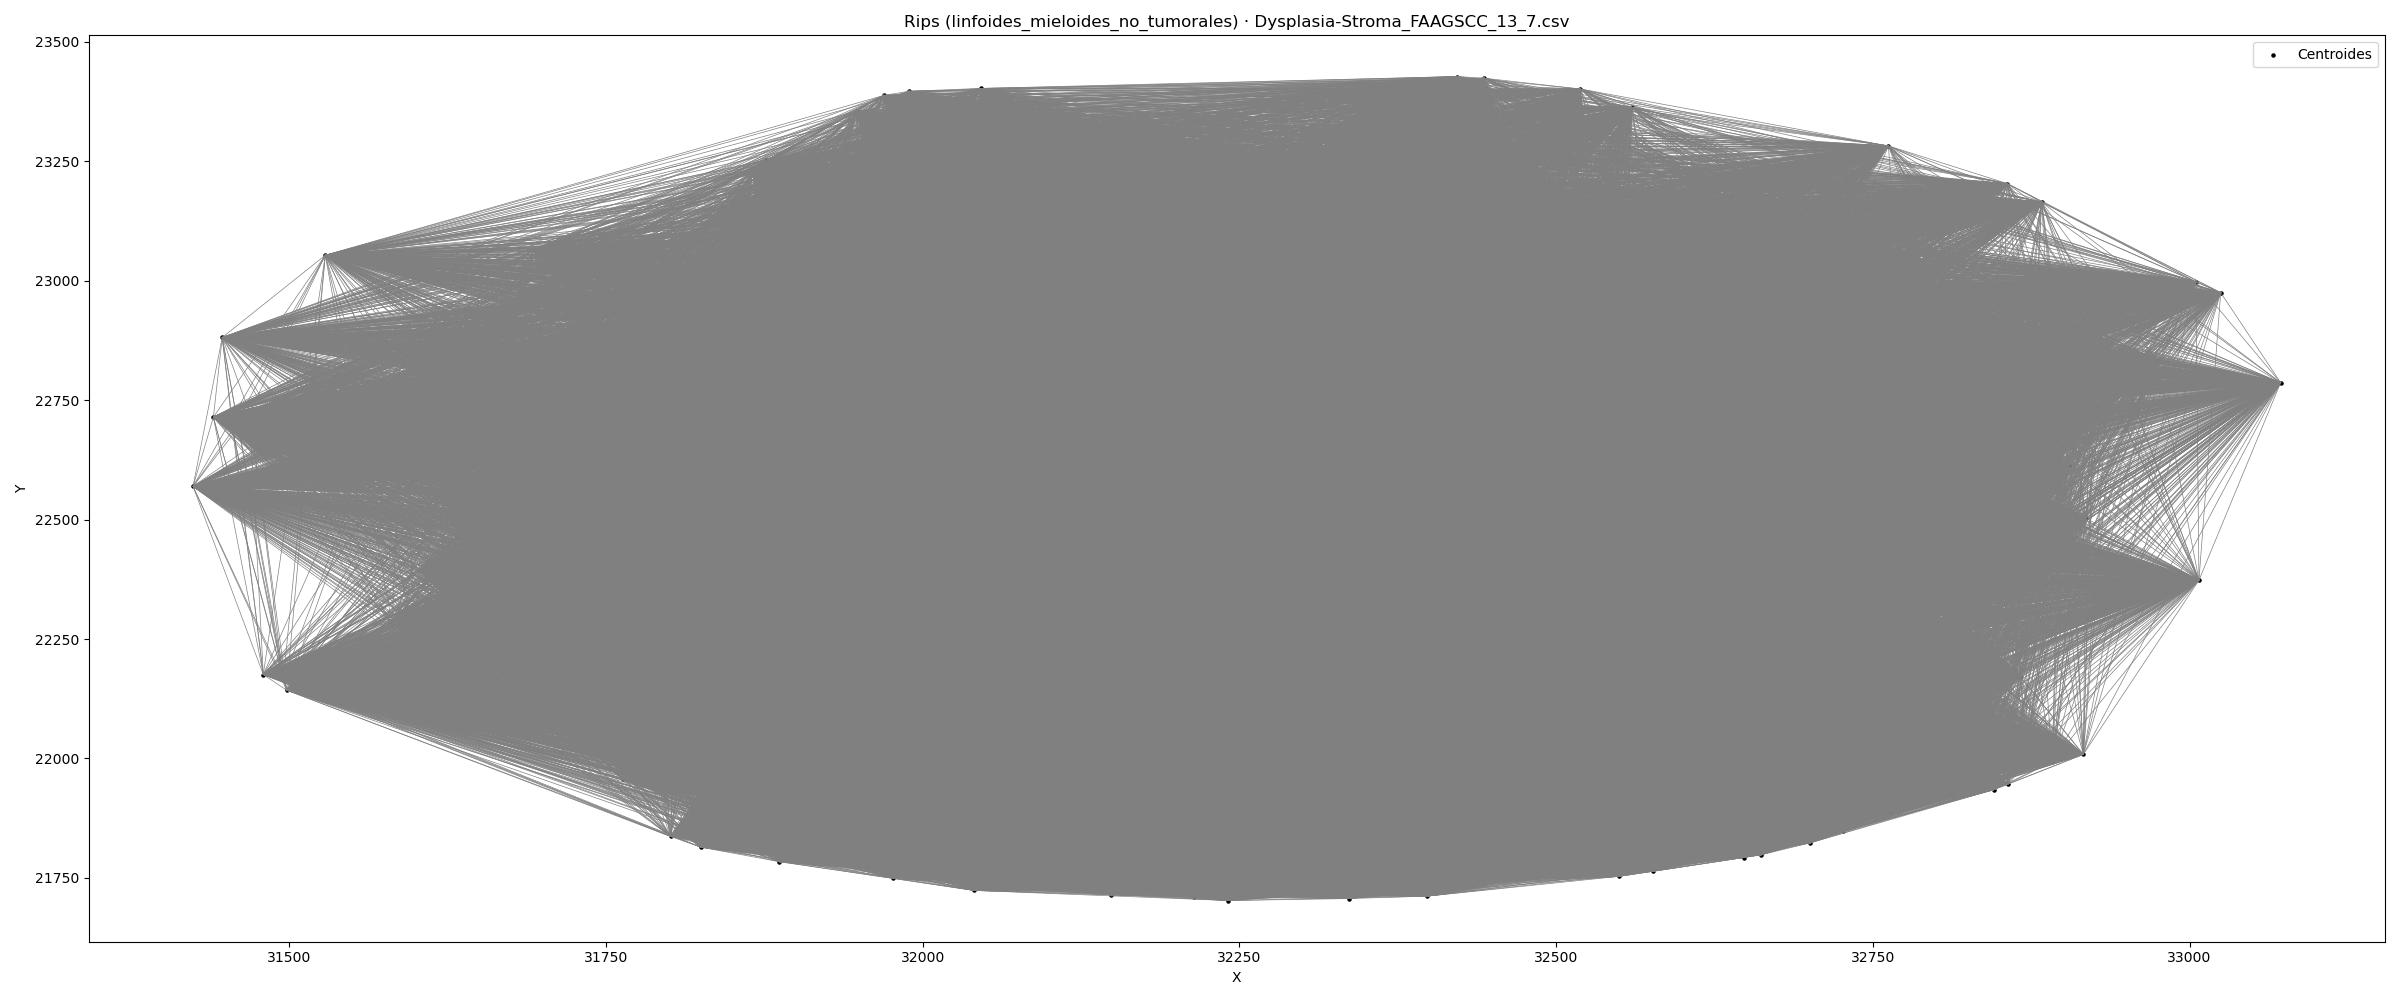 Rips (linfoides_mieloides_no_tumorales) · Dysplasia-Stroma_FAAGSCC_13_7.csv
Centroides
23500
23250
23000
22750
22500
22250
22000
21750
Y
31500 31750 32000 32250 32500 32750 33000
X